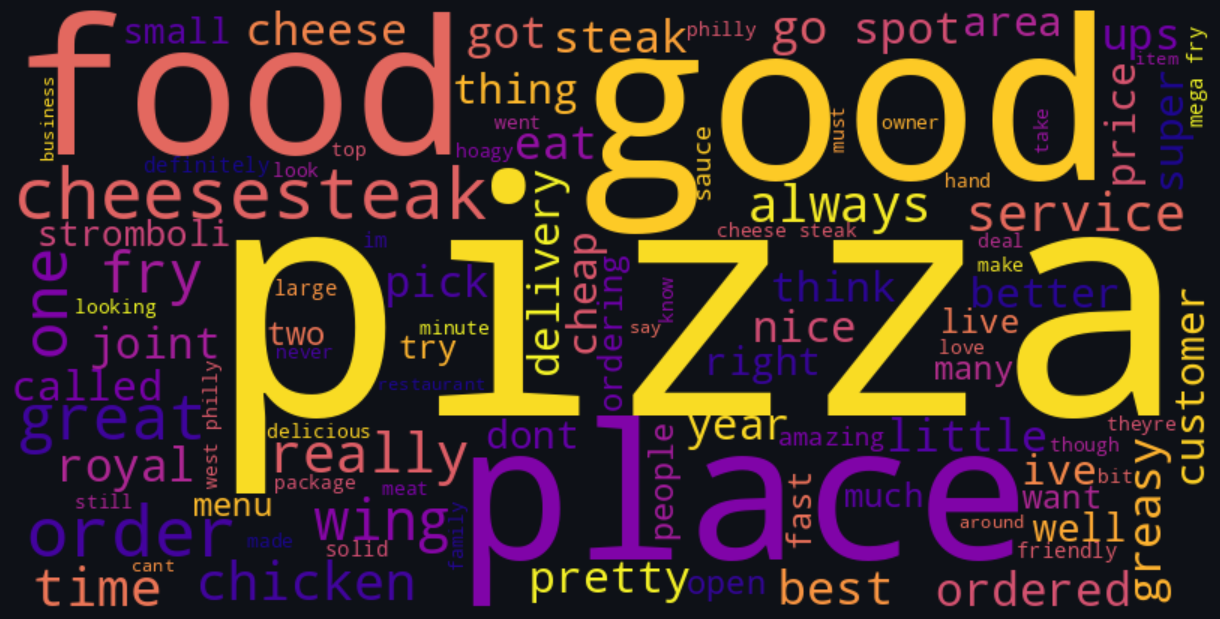 small
cheese
got
steak
philly
go
spot
area
ups
item
mega fry
food
good
business
thing
price
super
went
must
owner
take
sauce
hoagy
eat
top
definitely
look
hand
cheesesteak
delivery
always
service
stromboli
im
cheese steak
deal
make
cheap
ordering
one
fry
pizza
pick
know
think
better
large
looking
two
minute
say
nice
live
customer
joint
never
try
right
love
many
called
restaurant
west philly
great
delicious
really
dont
year
amazing
little
theyre
though
royal
package
meat
people
place
fast
much
ive
bit
greasy
still
menu
want
order
wing
family
around
well
made
solid
friendly
cant
time
chicken
pretty
open
best
ordered